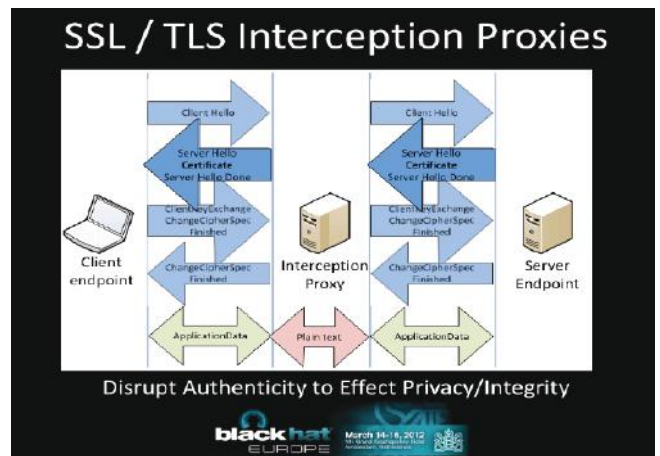 SSL / TLS Interception Proxies
Client Hello
Client Hello
Server Hello
Certificate
Server Hello Done
Server Hello
Certificate
Server Hello Done
ClientKeyExchange
ChangeCipherSpec
Finished
ClientKeyExchange
ChangeCipherSpec
Finished
Client
endpoint
Interception
Proxy
Server
Endpoint
ChangeCipherSpec
Finished
ChangeCipherSpec
Finished
ApplicationData
Plain text
ApplicationData
Disrupt Authenticity to Effect Privacy/Integrity
black hat
EUROPE
March 14-16, 2012